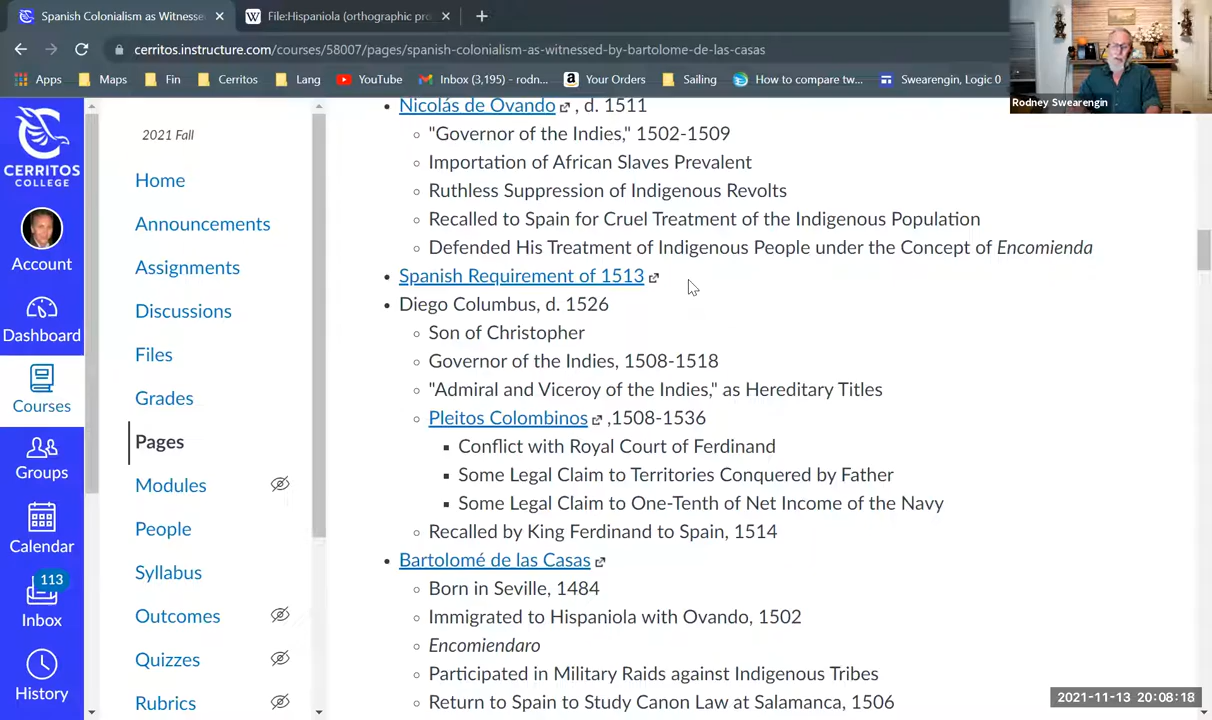 Spanish Colonialism as Witnesse
File:Hispaniola (orthographic pro
cerritos.instructure.com/courses/58007/pages/spanish-colonialism-as-witnessed-by-bartolome-de-las-casas
Apps Maps Fin Cerritos Lang YouTube Inbox (3,195) - rodn... Your Orders Sailing How to compare tw... Swearengin, Logic 0
Rodney Swearengin
CERRITOS
COLLEGE
Account
Dashboard
Courses
Groups
Calendar
113
Inbox
History
2021 Fall
Home
Announcements
Assignments
Discussions
Files
Grades
Pages
Modules
People
Syllabus
Outcomes
Quizzes
Rubrics
• Nicolás de Ovando , d. 1511
◦ "Governor of the Indies," 1502-1509
◦ Importation of African Slaves Prevalent
◦ Ruthless Suppression of Indigenous Revolts
◦ Recalled to Spain for Cruel Treatment of the Indigenous Population
◦ Defended His Treatment of Indigenous People under the Concept of Encomienda
• Spanish Requirement of 1513
• Diego Columbus, d. 1526
◦ Son of Christopher
◦ Governor of the Indies, 1508-1518
◦ "Admiral and Viceroy of the Indies," as Hereditary Titles
◦ Pleitos Colombinos ,1508-1536
▪ Conflict with Royal Court of Ferdinand
▪ Some Legal Claim to Territories Conquered by Father
▪ Some Legal Claim to One-Tenth of Net Income of the Navy
◦ Recalled by King Ferdinand to Spain, 1514
• Bartolomé de las Casas
◦ Born in Seville, 1484
◦ Immigrated to Hispaniola with Ovando, 1502
◦ Encomiendaro
◦ Participated in Military Raids against Indigenous Tribes
◦ Return to Spain to Study Canon Law at Salamanca, 1506
2021-11-13 20:08:18